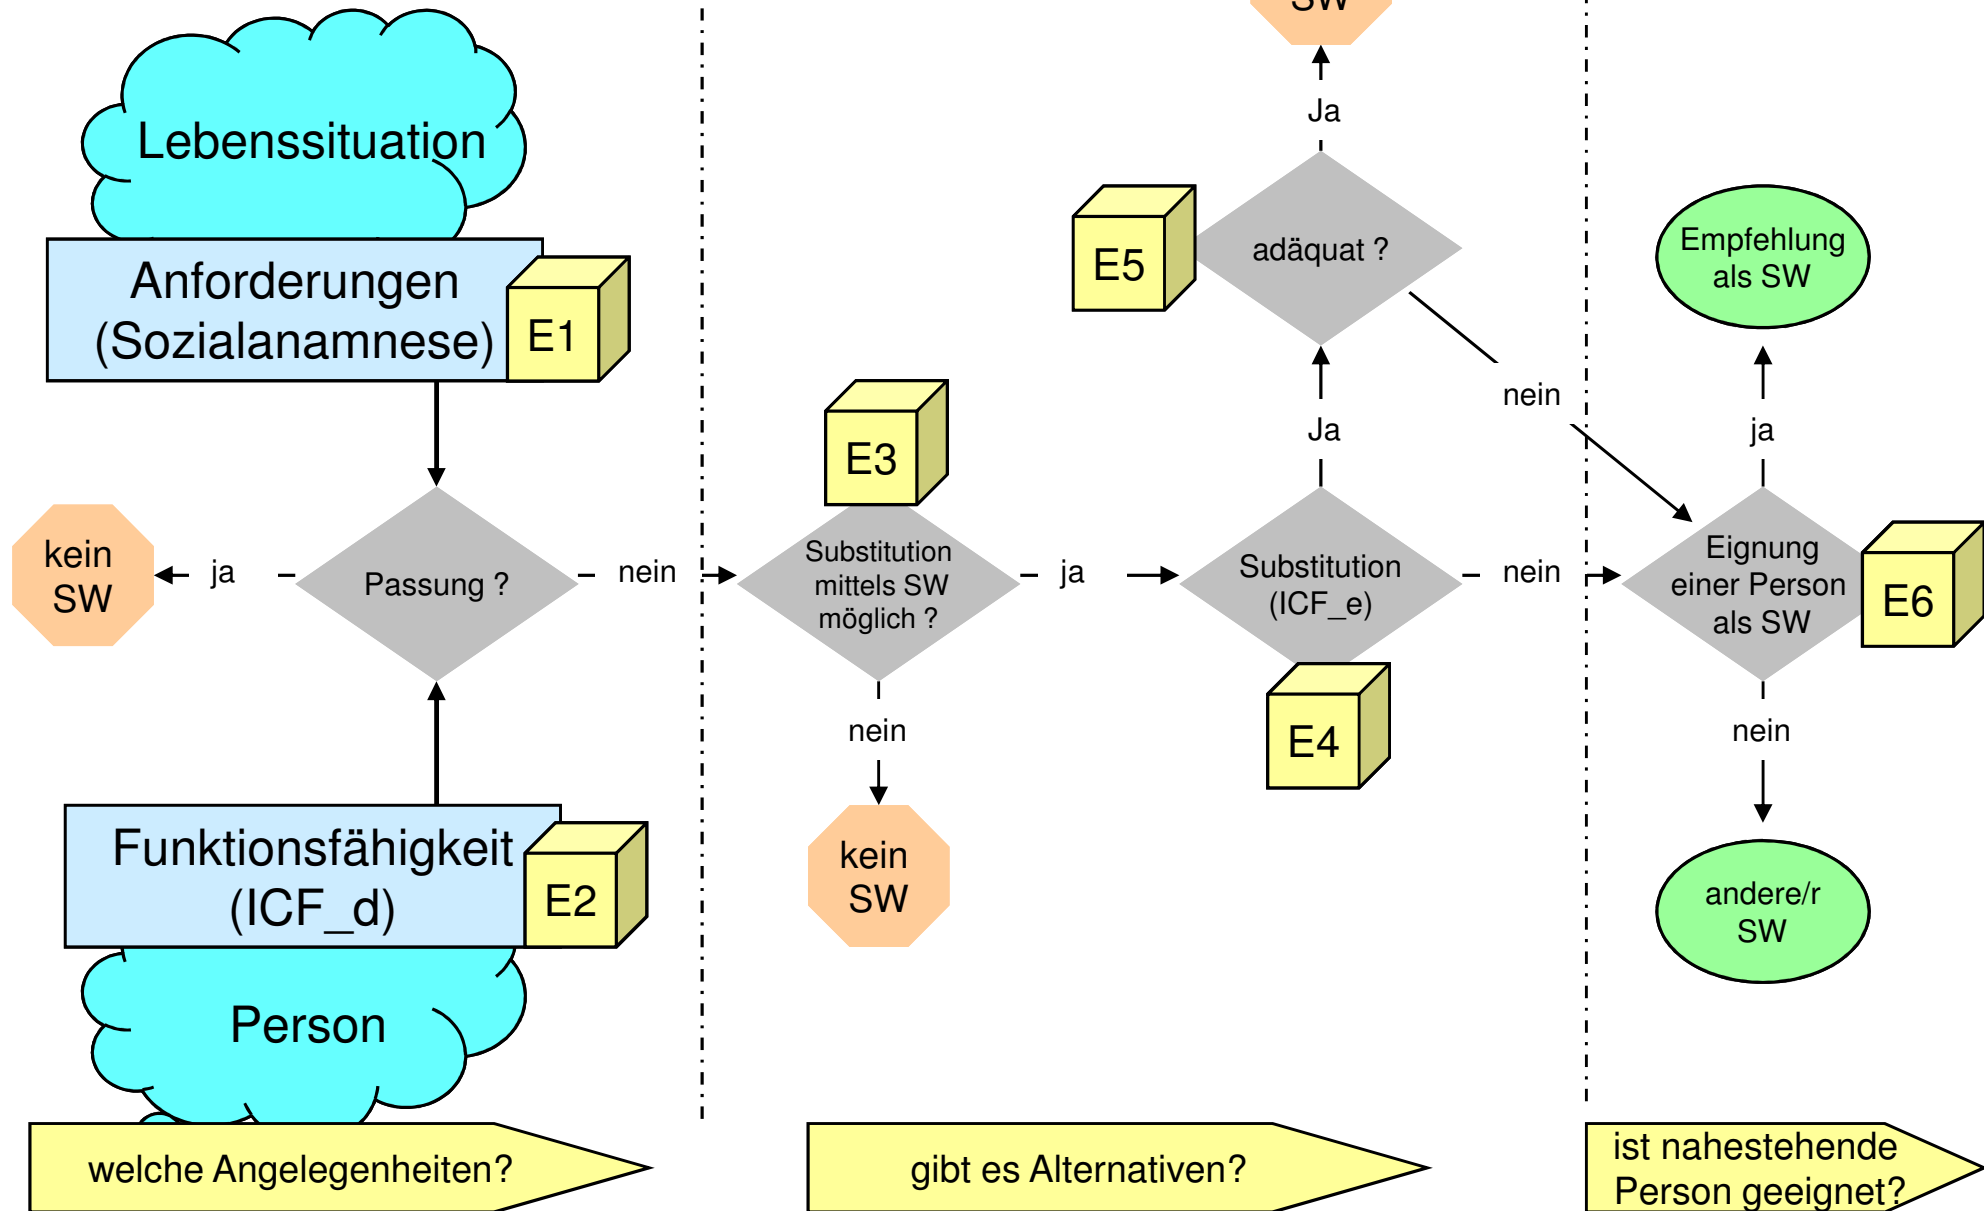 SW
Ja
Lebenssituation
Anforderungen
(Sozialanamnese)
E1
E5
adäquat ?
Empfehlung
als SW
nein
ja
Ja
E3
kein
SW
ja
Passung ?
nein
Substitution
mittels SW
möglich ?
ja
Substitution
(ICF_e)
nein
Eignung
einer Person
als SW
E6
nein
E4
nein
Funktionsfähigkeit
(ICF_d)
E2
kein
SW
andere/r
SW
Person
welche Angelegenheiten?
gibt es Alternativen?
ist nahestehende
Person geeignet?